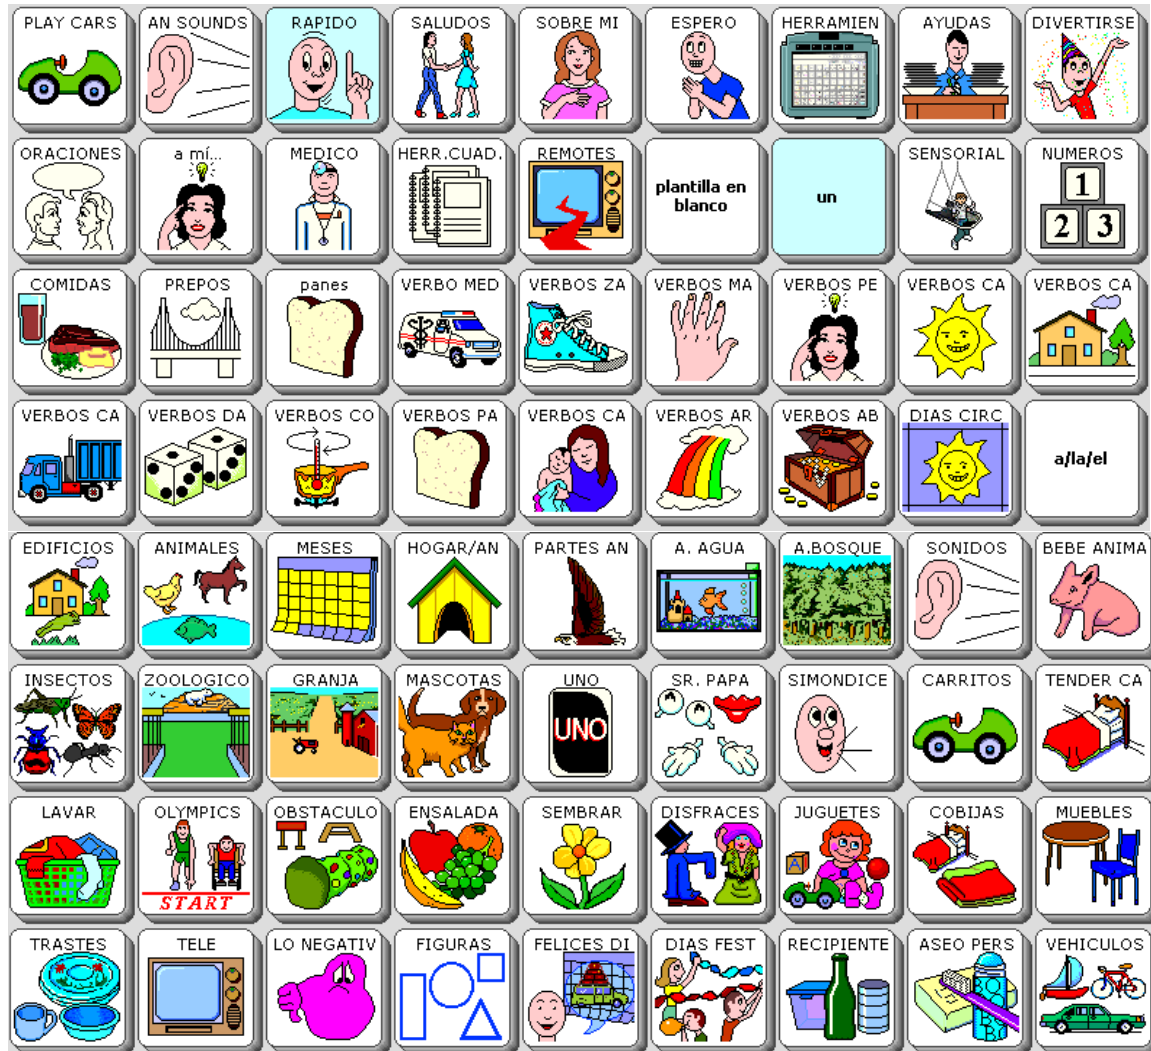 PLAY CARS
AN SOUNDS
RAPIDO
SALUDOS
SOBRE MI
ESPERO
HERRAMIEN
AYUDAS
DIVERTIRSE
ORACIONES
a mí...
MEDICO
HERR.CUAD.
REMOTES
plantilla en
blanco
un
SENSORIAL
NUMEROS
1
2 3
COMIDAS
PREPOS
panes
VERBO MED
VERBOS ZA
VERBOS MA
VERBOS PE
VERBOS CA
VERBOS CA
VERBOS CA
VERBOS DA
VERBOS CO
VERBOS PA
VERBOS CA
VERBOS AR
VERBOS AB
DIAS CIRC
a/la/el
EDIFICIOS
ANIMALES
MESES
HOGAR/AN
PARTES AN
A. AGUA
A.BOSQUE
SONIDOS
BEBE ANIMA
INSECTOS
ZOOLOGICO
GRANJA
MASCOTAS
UNO
UNO
SR. PAPA
SIMONDICE
CARRITOS
TENDER CA
LAVAR
OLYMPICS
START
OBSTACULO
ENSALADA
SEMBRAR
DISFRACES
JUGUETES
A
COBIJAS
MUEBLES
TRASTES
TELE
LO NEGATIV
FIGURAS
FELICES DI
DIAS FEST
RECIPIENTE
ASEO PERS
VEHICULOS